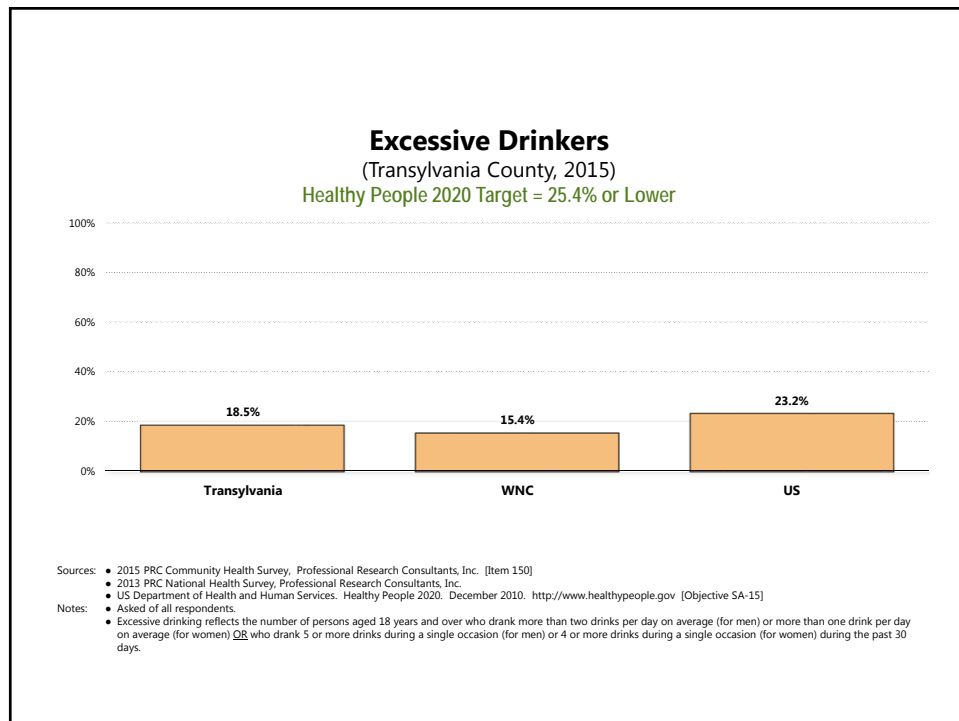 Excessive Drinkers
(Transylvania County, 2015)
Healthy People 2020 Target = 25.4% or Lower
100%
80%
60%
40%
20%
0%
18.5%
15.4%
23.2%
Transylvania
WNC
US
Sources: ● 2015 PRC Community Health Survey, Professional Research Consultants, Inc. [Item 150]
● 2013 PRC National Health Survey, Professional Research Consultants, Inc.
● US Department of Health and Human Services. Healthy People 2020. December 2010. http://www.healthypeople.gov [Objective SA-15]
Notes: ● Asked of all respondents.
● Excessive drinking reflects the number of persons aged 18 years and over who drank more than two drinks per day on average (for men) or more than one drink per day
on average (for women) OR who drank 5 or more drinks during a single occasion (for men) or 4 or more drinks during a single occasion (for women) during the past 30
days.